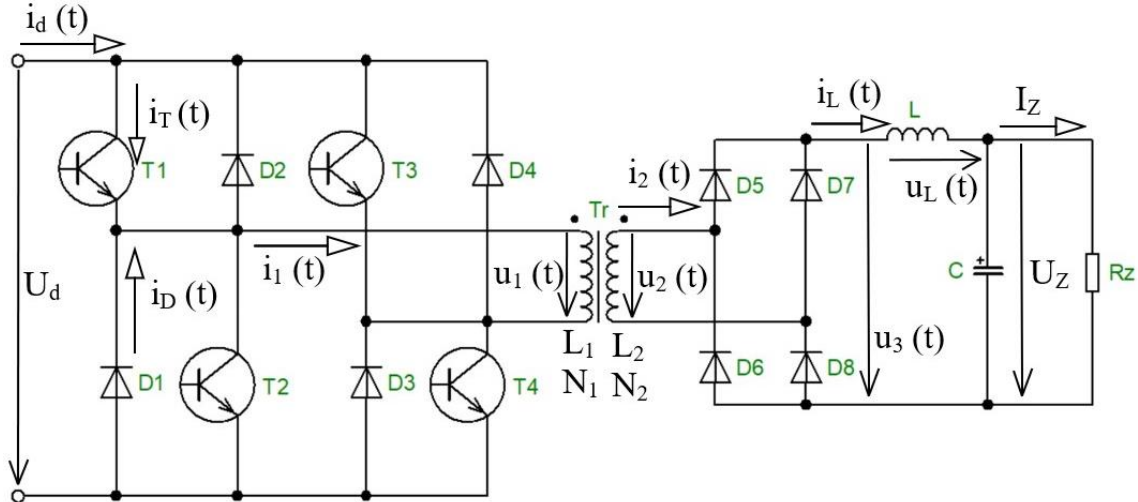 i_d (t)
i_T (t)
T1
D2
T3
D4
i_1 (t)
U_d
i_D (t)
D1
T2
D3
T4
Tr
u_1 (t)
u_2 (t)
L_1 L_2
N_1 N_2
i_2 (t)
D5
D7
D6
D8
i_L (t)
L
I_Z
u_L (t)
u_3 (t)
C
+
U_Z
Rz